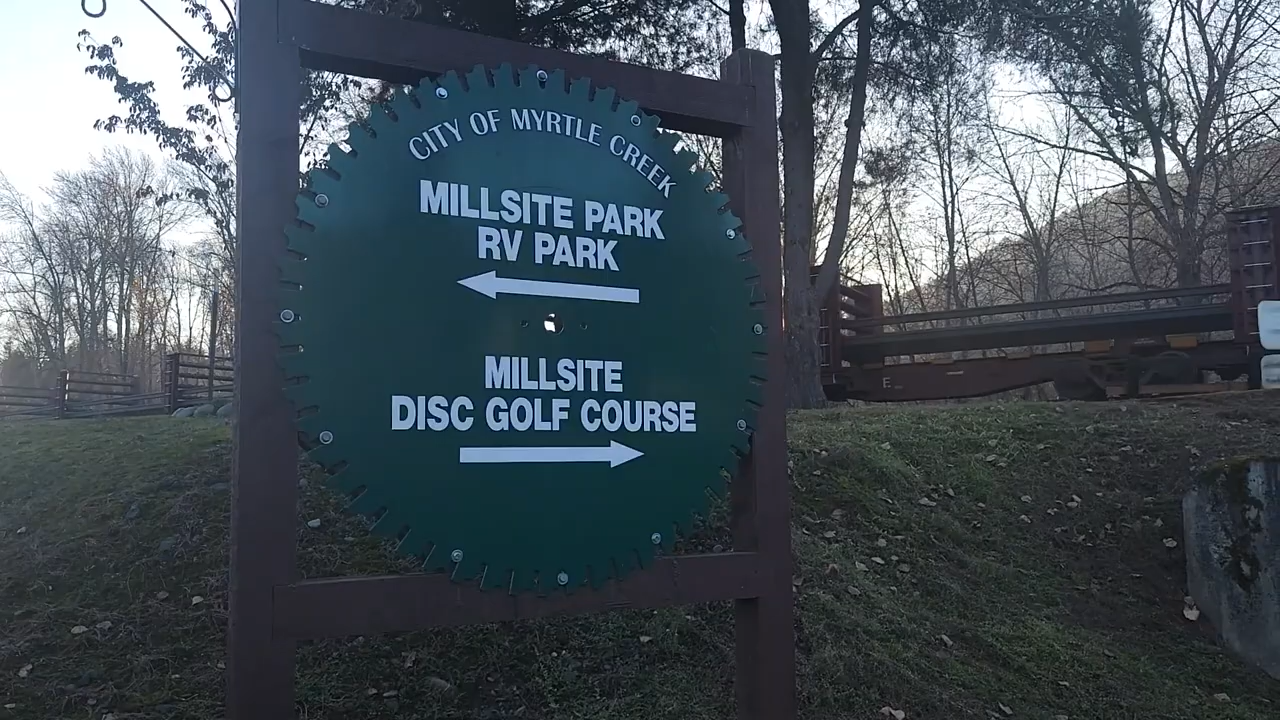 CITY OF MYRTLE CREEK
MILLSITE PARK
RV PARK
MILLSITE
DISC GOLF COURSE